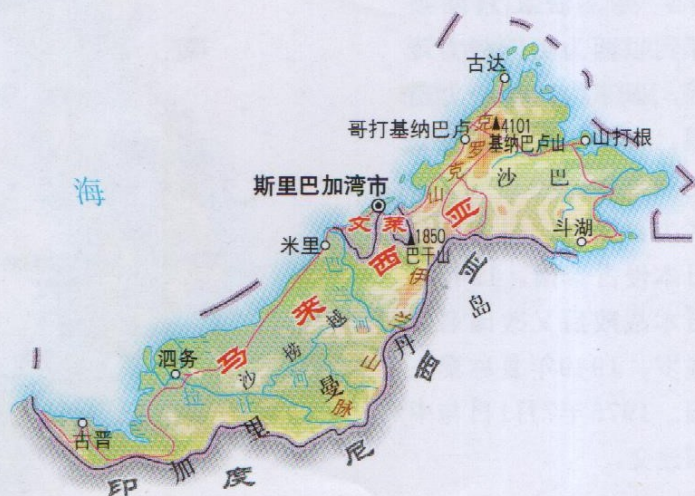 古达
▲4101
哥打基纳巴卢
基纳巴卢山
山打根
克罗克山
沙巴
海
斯里巴加湾市
文莱
▲1850
巴干山
米里
斗湖
马来西亚
沙捞越
泗务
古晋
山脉
加里曼丹岛
印度尼西亚